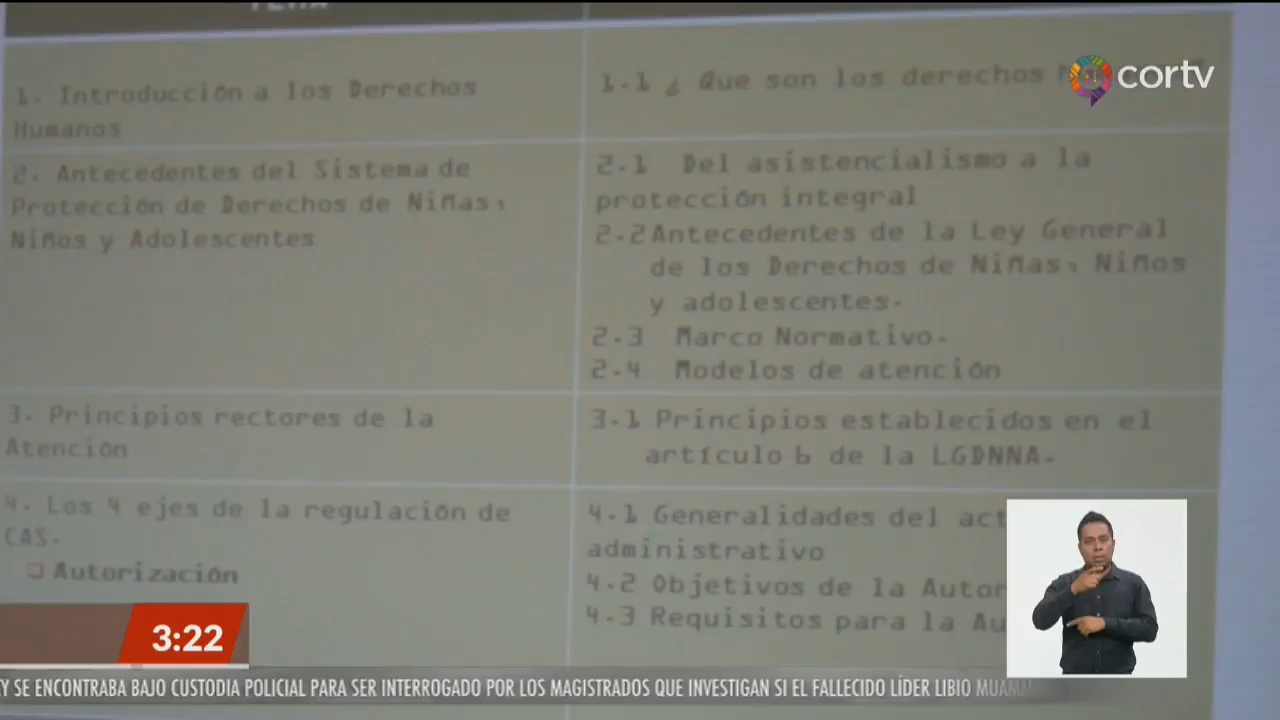 TEMA
cortv
1. Introducción a los Derechos
Humanos
1.1 ¿ Que son los derechos
2. Antecedentes del Sistema de
Protección de Derechos de Niñas,
Niños y Adolescentes
2.1 Del asistencialismo a la
protección integral
2.2 Antecedentes de la Ley General
de los Derechos de Niñas, Niños
y adolescentes.
2.3 Marco Normativo.
2.4 Modelos de atención
3. Principios rectores de la
Atención
3.1 Principios establecidos en el
artículo 6 de la LGDNNA.
4. Los 4 ejes de la regulación de
CAS.
Autorización
4.1 Generalidades del
administrativo
4.2 Objetivos de la
4.3 Requisitos para la
3:22
Y SE ENCONTRABA BAJO CUSTODIA POLICIAL PARA SER INTERROGADO POR LOS MAGISTRADOS QUE INVESTIGAN SI EL FALLECIDO LÍDER LIBIO